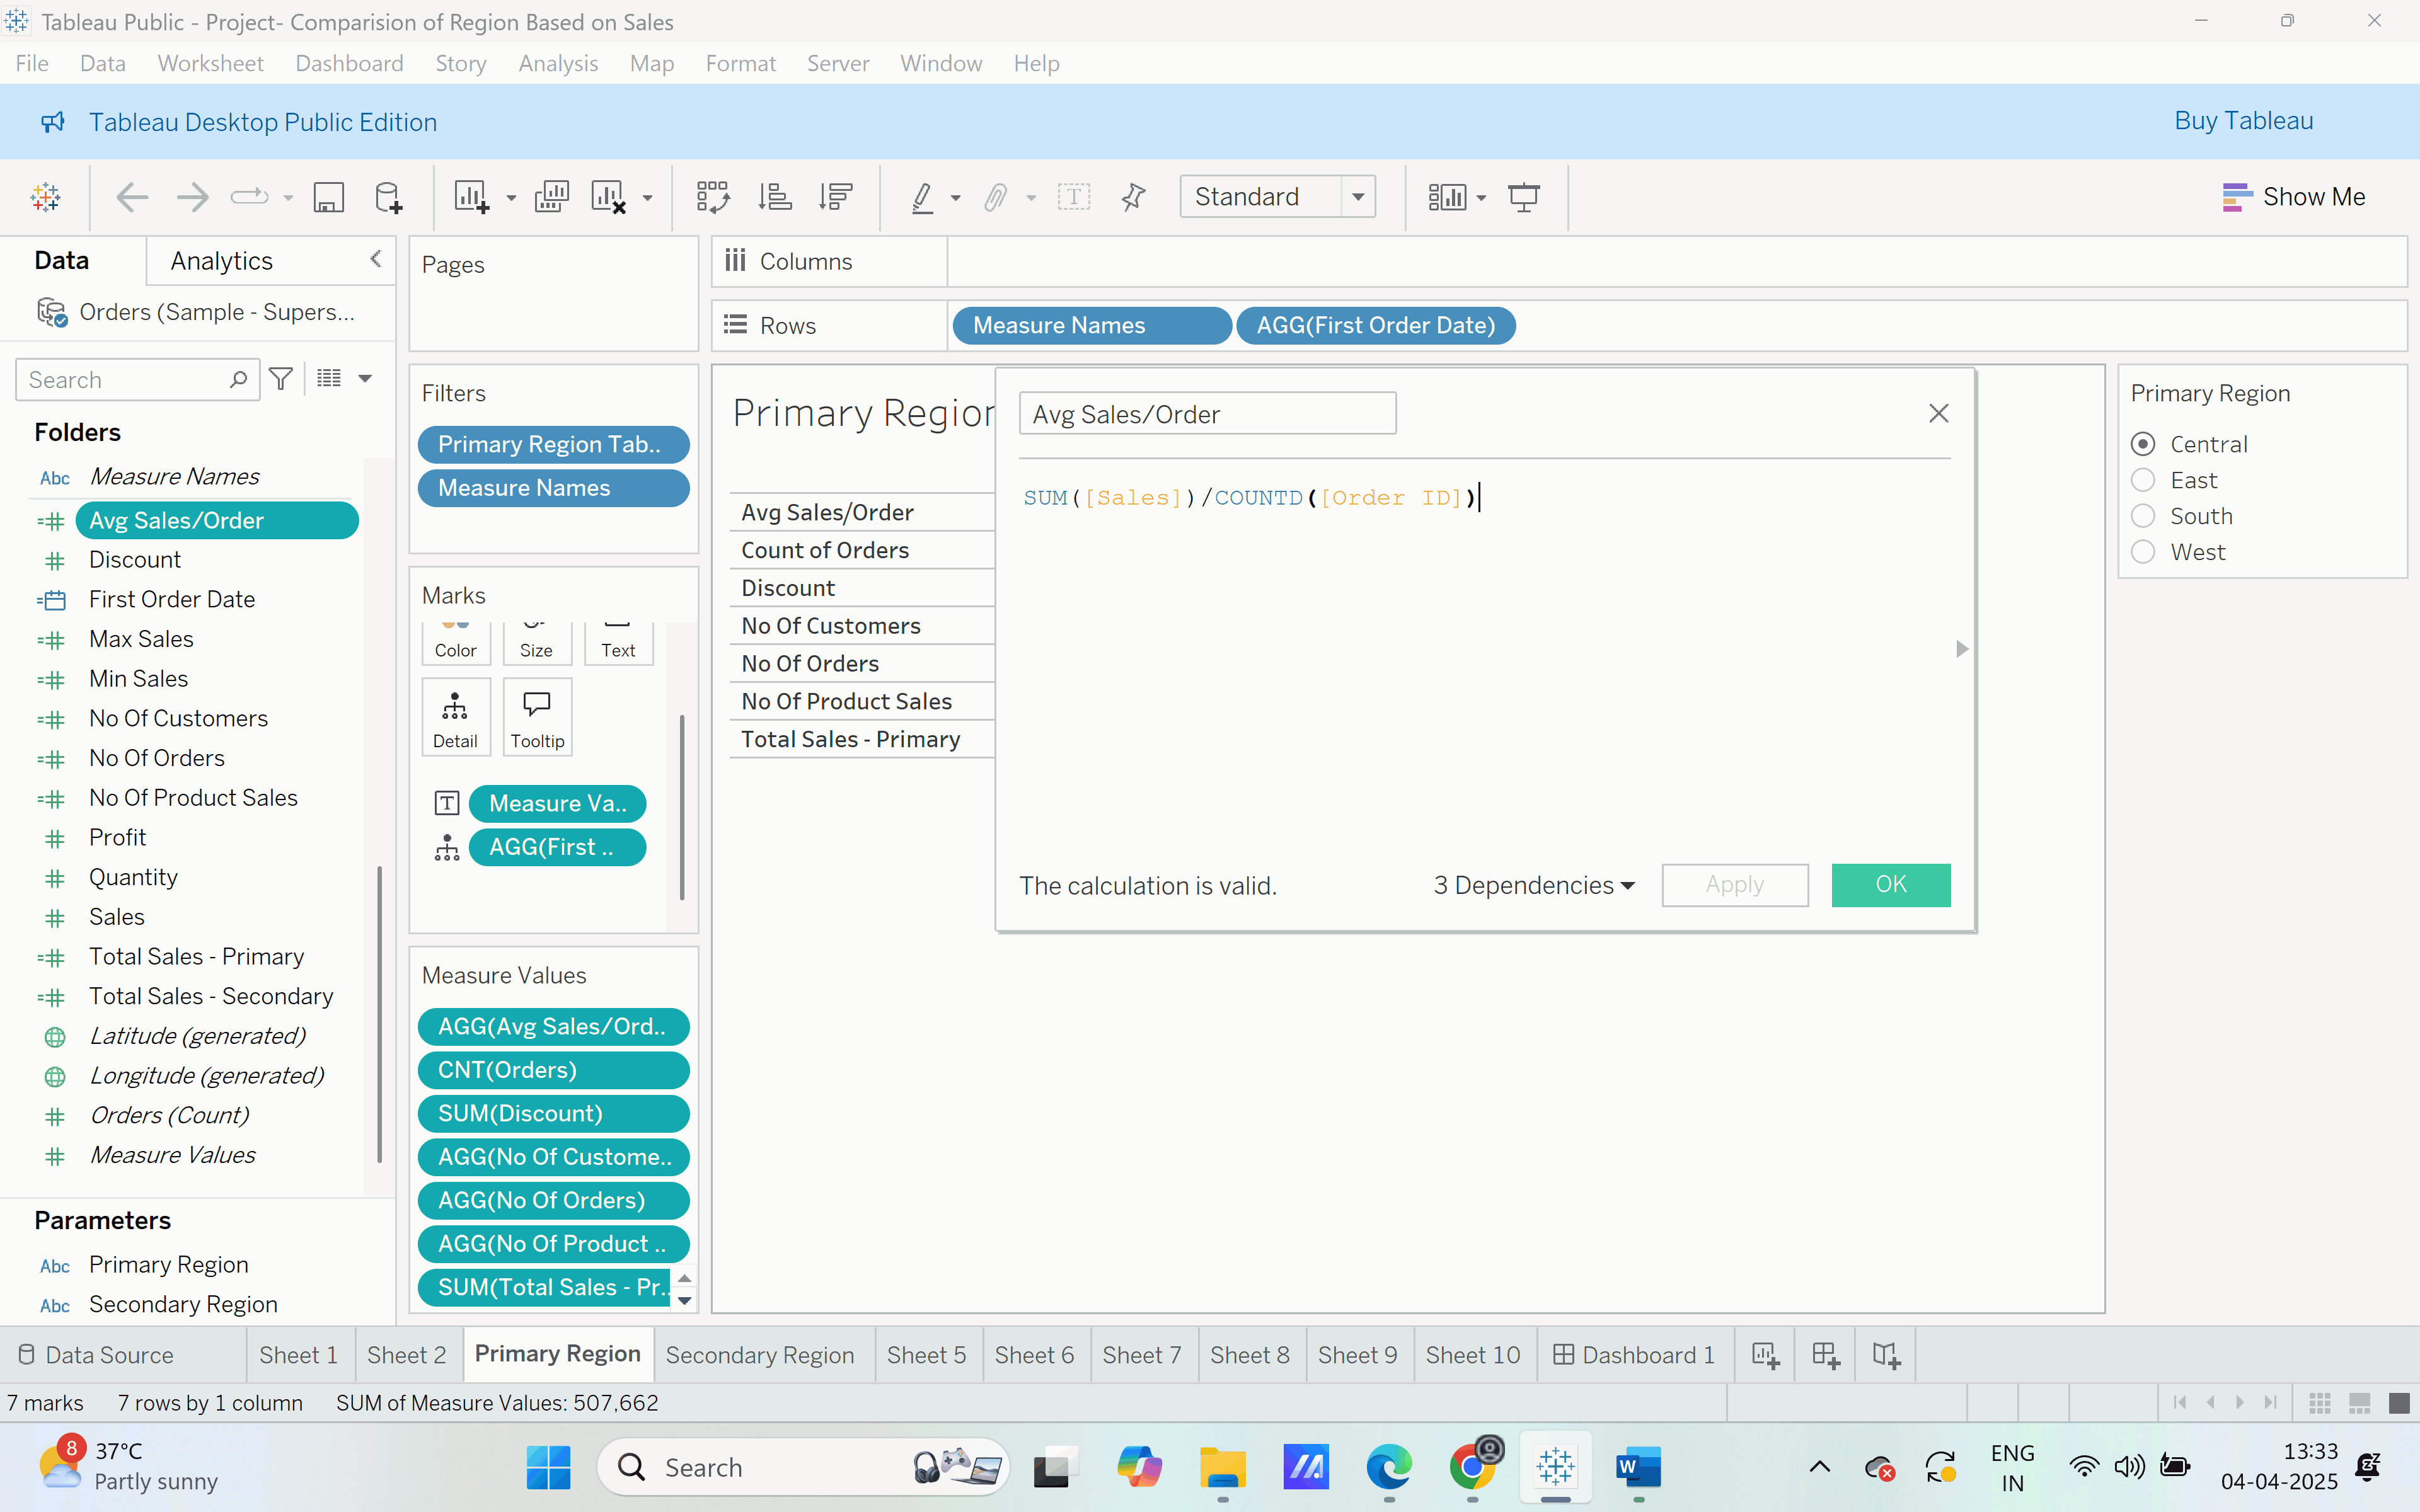 Tableau Public - Project- Comparision of Region Based on Sales
File Data Worksheet Dashboard Story Analysis Map Format Server Window Help
Tableau Desktop Public Edition
Buy Tableau
Standard
Show Me
Data
Analytics
Orders (Sample - Supers...
Search
Folders
Abc Measure Names
Avg Sales/Order
Discount
First Order Date
Max Sales
Min Sales
No Of Customers
No Of Orders
No Of Product Sales
Profit
Quantity
Sales
Total Sales - Primary
Total Sales - Secondary
Latitude (generated)
Longitude (generated)
Orders (Count)
Measure Values
Parameters
Abc Primary Region
Abc Secondary Region
Pages
Filters
Primary Region Tab..
Measure Names
Marks
Color Size Text
Detail Tooltip
Measure Va..
AGG(First ..
Measure Values
AGG(Avg Sales/Ord..
CNT(Orders)
SUM(Discount)
AGG(No Of Custome..
AGG(No Of Orders)
AGG(No Of Product ..
SUM(Total Sales - Pr..
Columns
Rows Measure Names AGG(First Order Date)
Primary Region
Avg Sales/Order
Count of Orders
Discount
No Of Customers
No Of Orders
No Of Product Sales
Total Sales - Primary
Avg Sales/Order
SUM([Sales])/COUNTD([Order ID])
The calculation is valid.
3 Dependencies
Apply
OK
Primary Region
Central
East
South
West
Data Source Sheet 1 Sheet 2 Primary Region Secondary Region Sheet 5 Sheet 6 Sheet 7 Sheet 8 Sheet 9 Sheet 10 Dashboard 1
7 marks 7 rows by 1 column SUM of Measure Values: 507,662
8
37°C
Partly sunny
Search
W
ENG
IN
13:33
04-04-2025